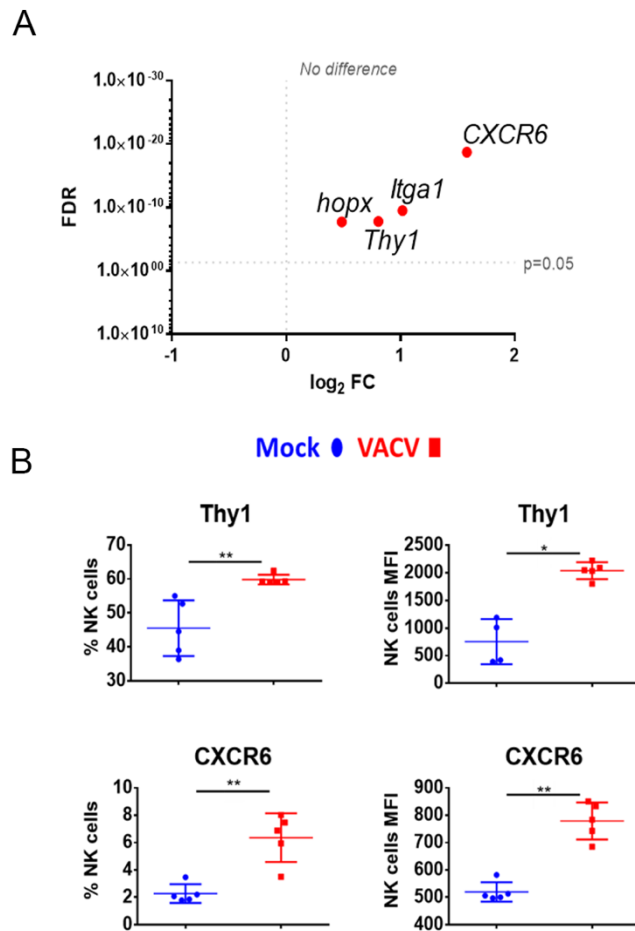 A
No difference
1.0×10 -30
1.0×10 -20
1.0×10 -10
1.0×10 00
1.0×10 10
FDR
CXCR6
Itga1
hopx
Thy1
p=0.05
-1 0 1 2
log2 FC
B
Mock VACV
Thy1
% NK cells
70
60
50
40
30
**
Thy1
NK cells MFI
2500
2000
1500
1000
500
0
*
CXCR6
% NK cells
8
6
4
2
0
**
CXCR6
NK cells MFI
900
800
700
600
500
400
**